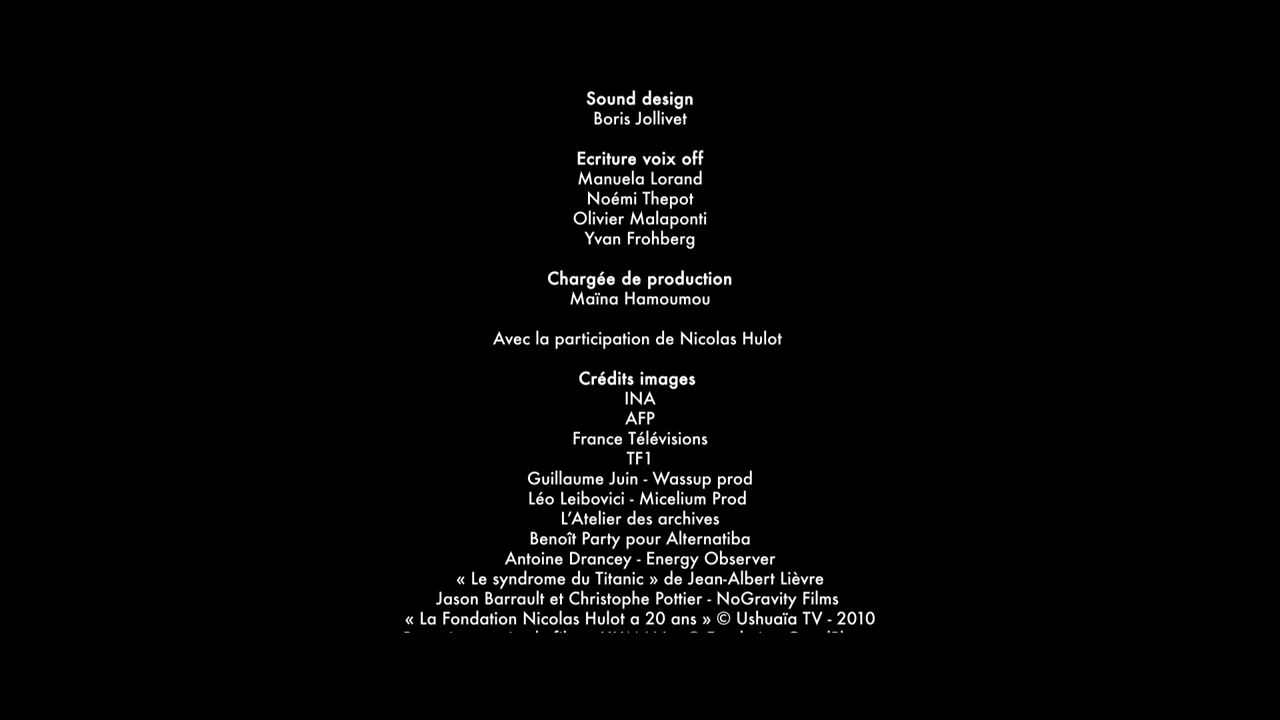 Sound design
Boris Jollivet
Ecriture voix off
Manuela Lorand
Noémi Thepot
Olivier Malaponti
Yvan Frohberg
Chargée de production
Maïna Hamoumou
Avec la participation de Nicolas Hulot
Crédits images
INA
AFP
France Télévisions
TF1
Guillaume Juin - Wassup prod
Léo Leibovici - Micelium Prod
L’Atelier des archives
Benoît Party pour Alternatiba
Antoine Drancey - Energy Observer
« Le syndrome du Titanic » de Jean-Albert Lièvre
Jason Barrault et Christophe Pottier - NoGravity Films
« La Fondation Nicolas Hulot a 20 ans » © Ushuaïa TV - 2010